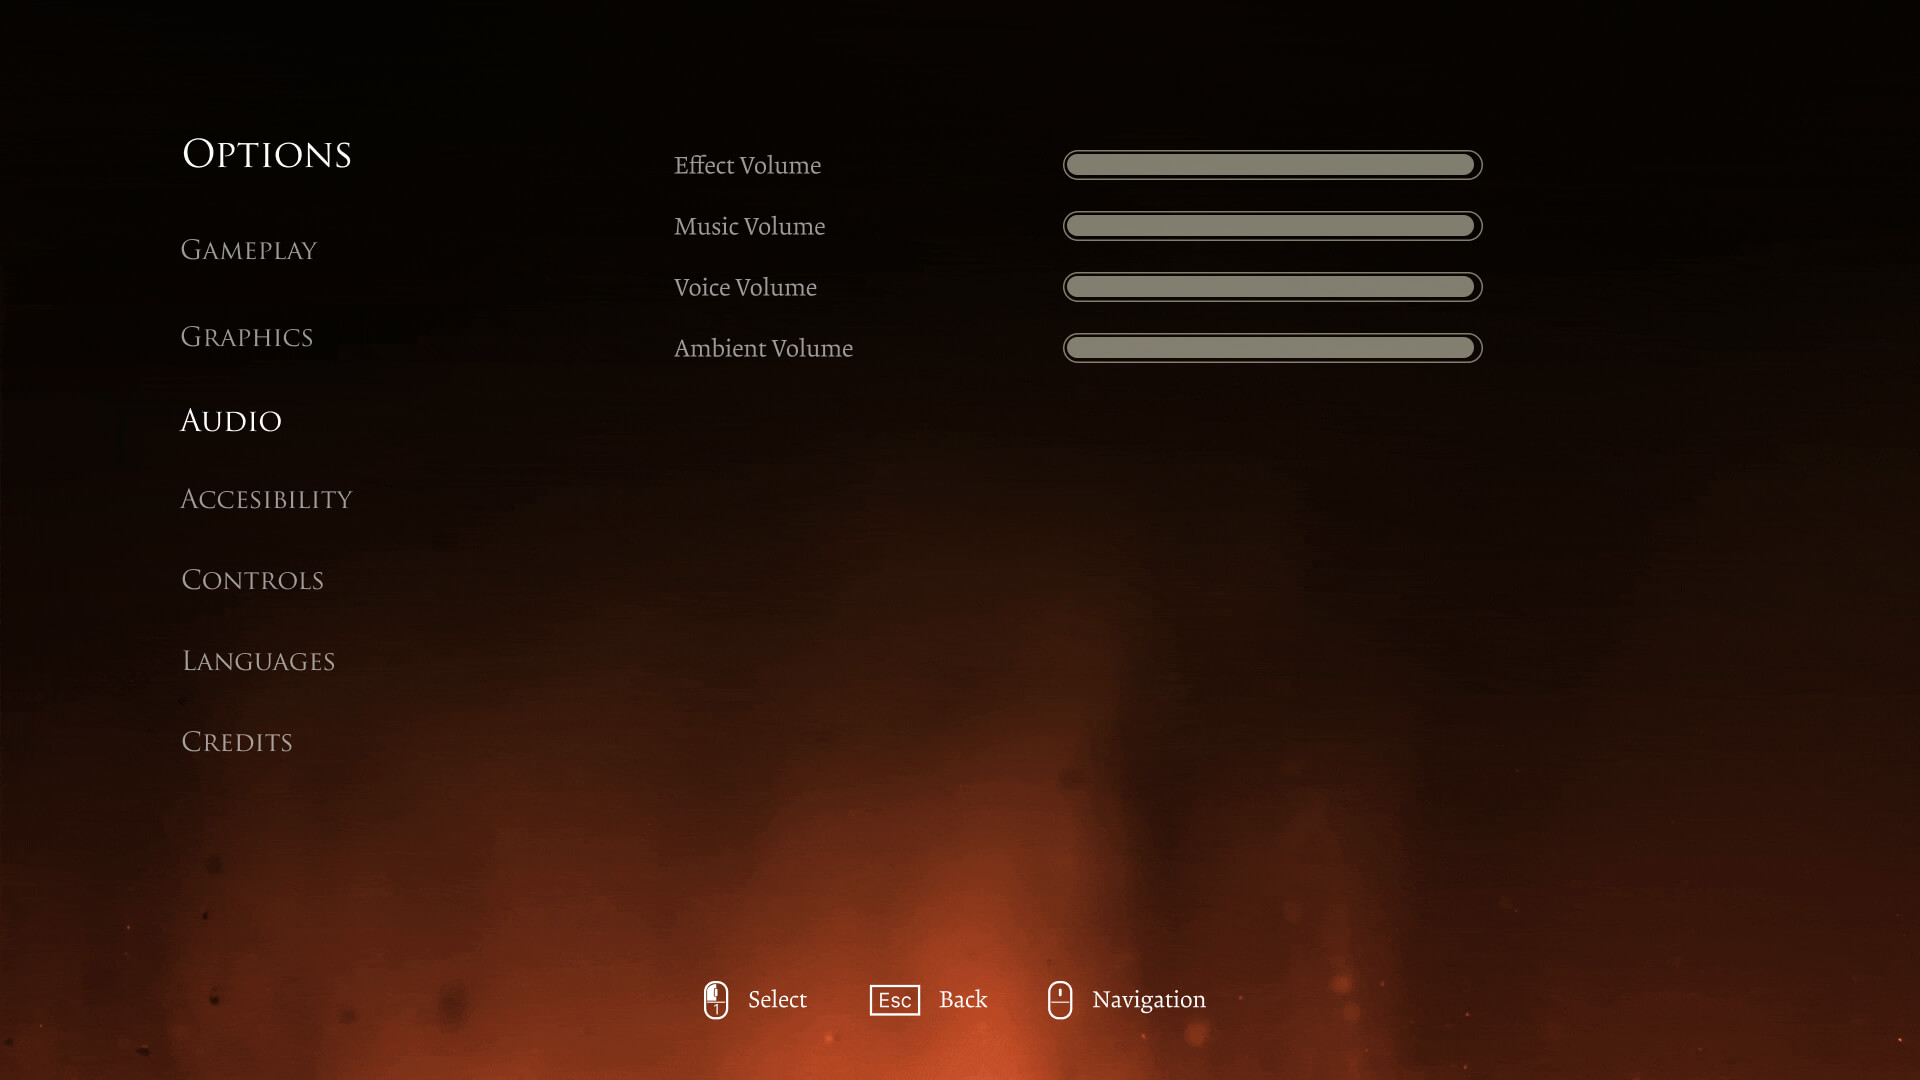 Options
Gameplay
Graphics
Audio
Accesibility
Controls
Languages
Credits
Effect Volume
Music Volume
Voice Volume
Ambient Volume
1 Select Esc Back Navigation